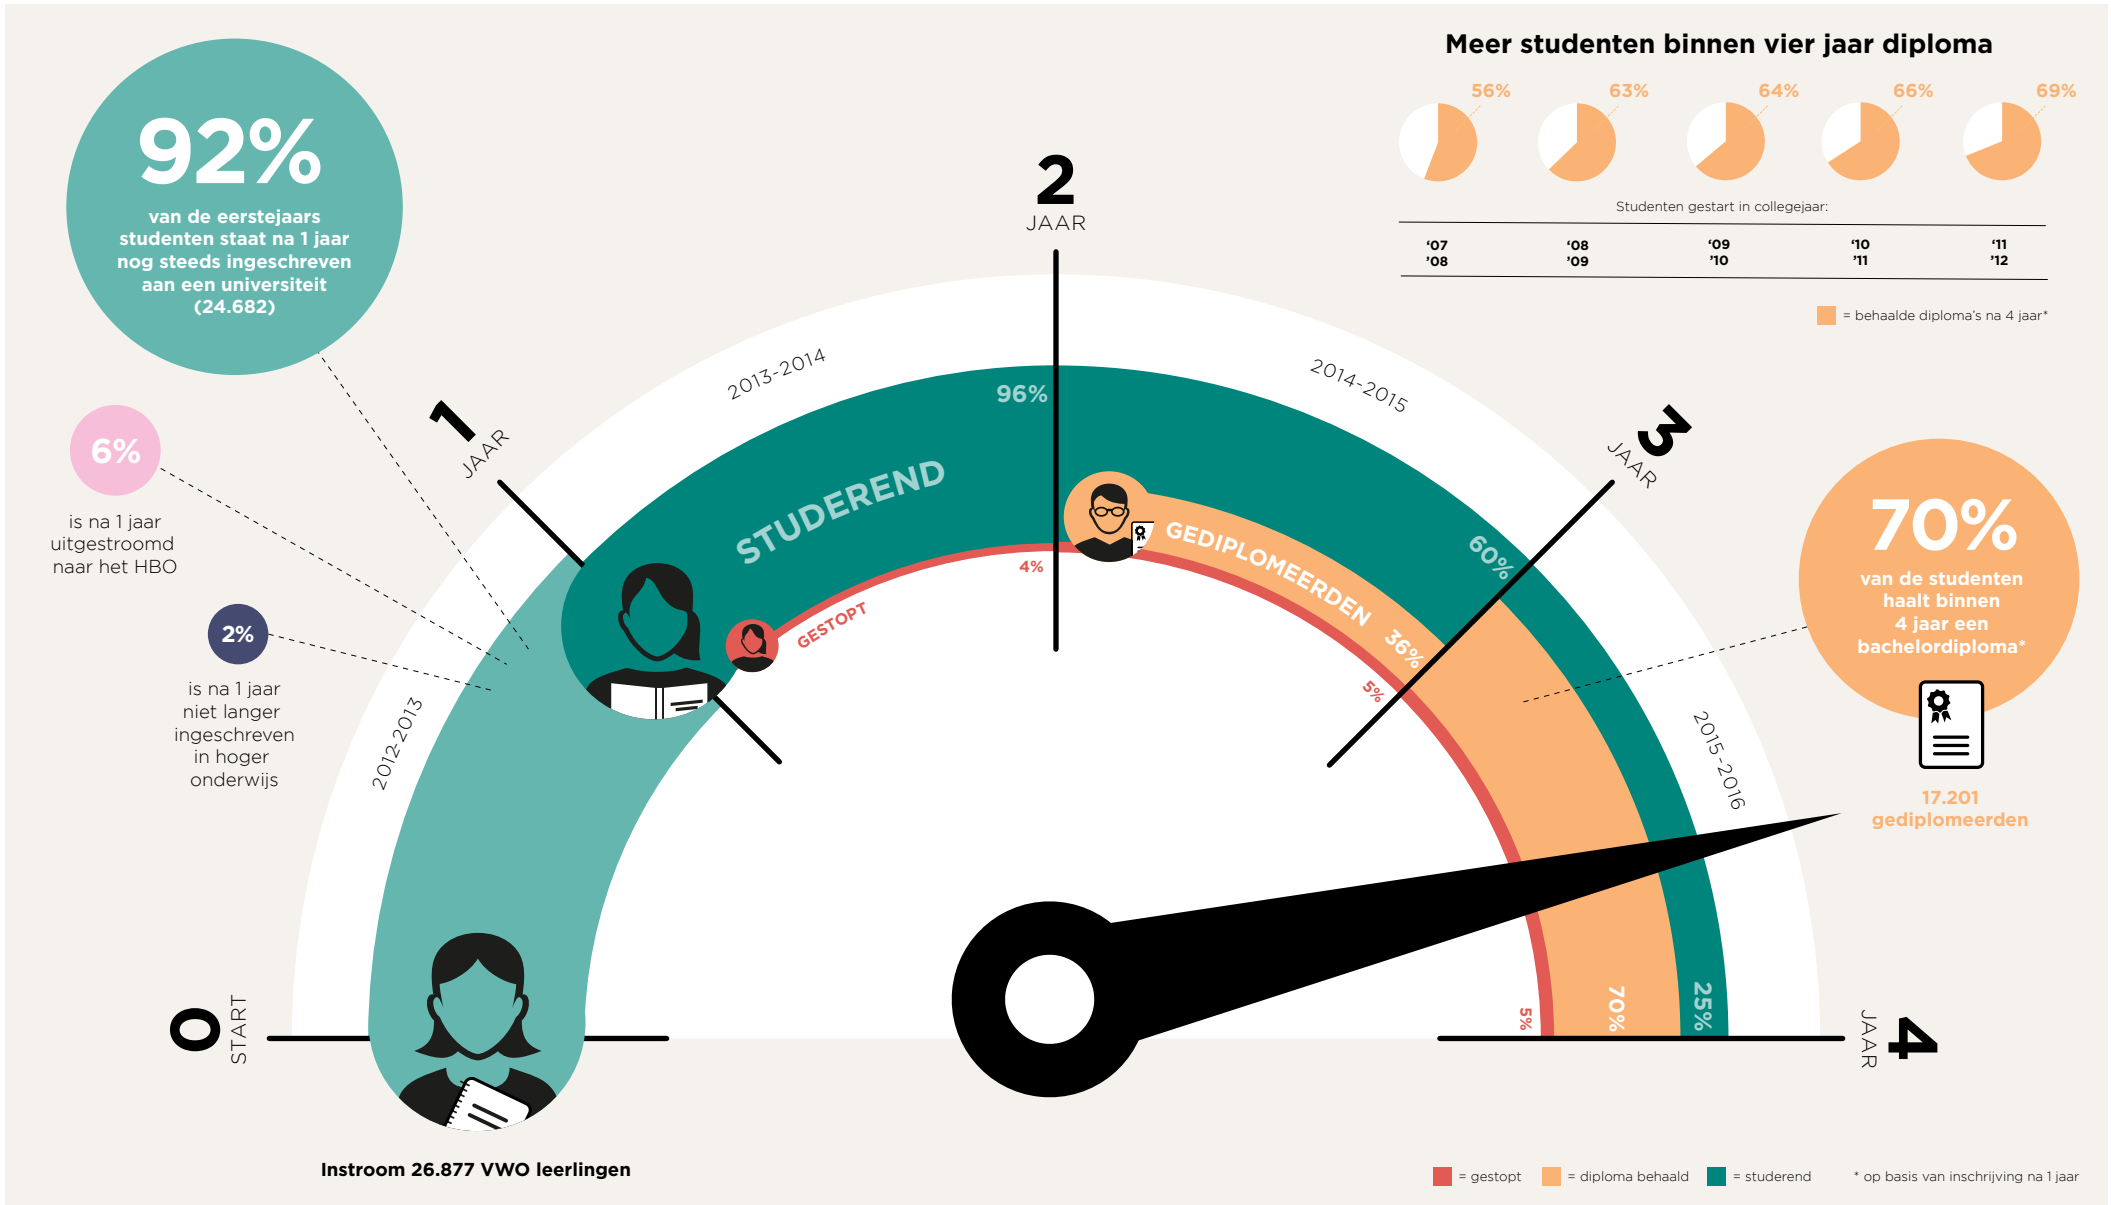 Meer studenten binnen vier jaar diploma
56%
63%
64%
66%
69%
Studenten gestart in collegejaar:
‘07
’08
‘08
’09
‘09
’10
‘10
’11
‘11
’12
= behaalde diploma’s na 4 jaar*
92%
van de eerstejaars
studenten staat na 1 jaar
nog steeds ingeschreven
aan een universiteit
(24.682)
6%
is na 1 jaar
uitgestroomd
naar het HBO
2%
is na 1 jaar
niet langer
ingeschreven
in hoger
onderwijs
0
START
2012-2013
1
JAAR
2013-2014
STUDEREND
96%
GESTOPT
4%
2
JAAR
2014-2015
GEDIPLOMEERDEN
60%
36%
5%
3
JAAR
2015-2016
70%
van de studenten
haalt binnen
4 jaar een
bachelordiploma*
17.201
gediplomeerden
5%
70%
25%
4
JAAR
Instroom 26.877 VWO leerlingen
= gestopt
= diploma behaald
= studerend
* op basis van inschrijving na 1 jaar